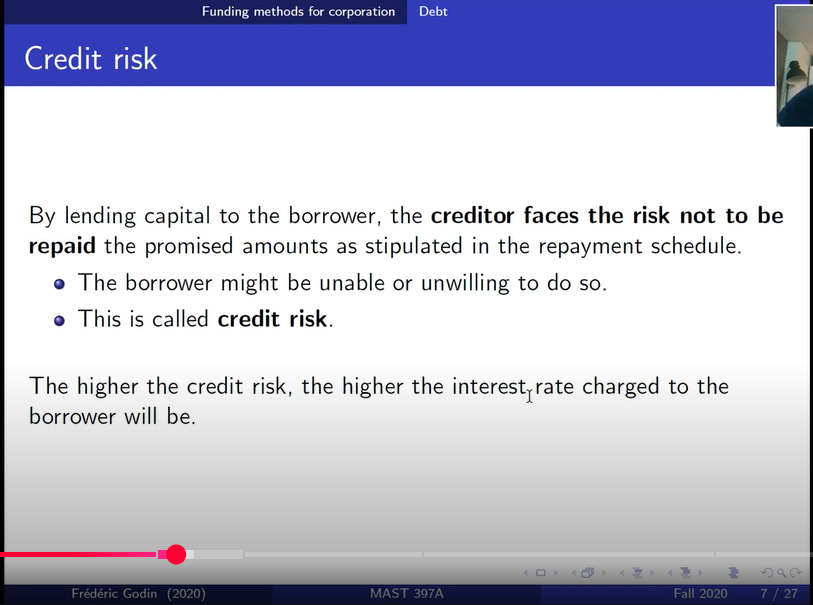 Funding methods for corporation Debt
Credit risk
By lending capital to the borrower, the creditor faces the risk not to be
repaid the promised amounts as stipulated in the repayment schedule.
The borrower might be unable or unwilling to do so.
This is called credit risk.
The higher the credit risk, the higher the interest rate charged to the
borrower will be.
Frédéric Godin (2020) MAST 397A Fall 2020 7 / 27